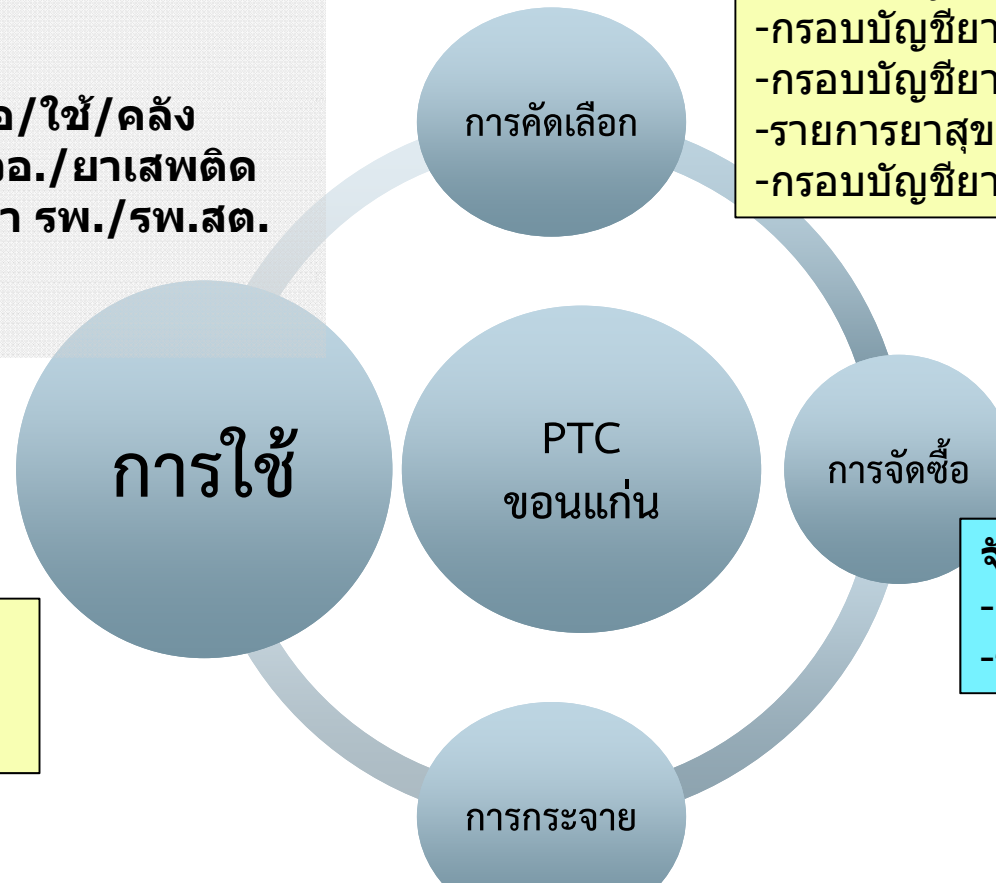 -กรอบบัญชียา
-กรอบบัญชียา
-รายการยาสุข
-กรอบบัญชียา
อ/ใช้/คลัง
อ./ยาเสพติด
า รพ./รพ.สต.
การคัดเลือก
การใช้
PTC
ขอนแก่น
การจัดซื้อ
-
-
การกระจาย